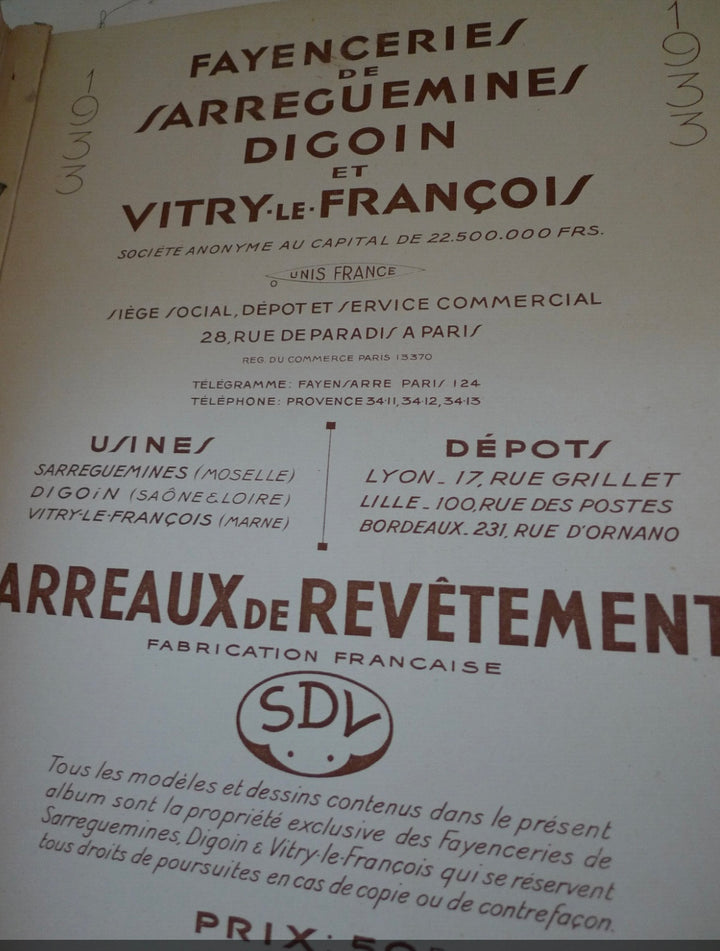 1933
1933
FAYENCERIES
DE
SARREGUEMINES
DIGOIN
ET
VITRY·LE·FRANÇOIS
SOCIÉTÉ ANONYME AU CAPITAL DE 22.500.000 FRS.
UNIS FRANCE
SIÈGE SOCIAL, DÉPOT ET SERVICE COMMERCIAL
28, RUE DE PARADIS A PARIS
REG. DU COMMERCE PARIS 13370
TÉLÉGRAMME: FAYENSARRE PARIS 124
TÉLÉPHONE: PROVENCE 34·11, 34·12, 34·13
USINES
SARREGUEMINES (MOSELLE)
DIGOIN (SAÔNE & LOIRE)
VITRY-LE-FRANÇOIS (MARNE)
DÉPOTS
LYON - 17, RUE GRILLET
LILLE - 100, RUE DES POSTES
BORDEAUX - 231, RUE D'ORNANO
ARREAUX DE REVÊTEMENT
FABRICATION FRANCAISE
SDV
Tous les modèles et dessins contenus dans le présent
album sont la propriété exclusive des Fayenceries de
Sarreguemines, Digoin & Vitry-le-François qui se réservent
tous droits de poursuites en cas de copie ou de contrefaçon.
PRIX: